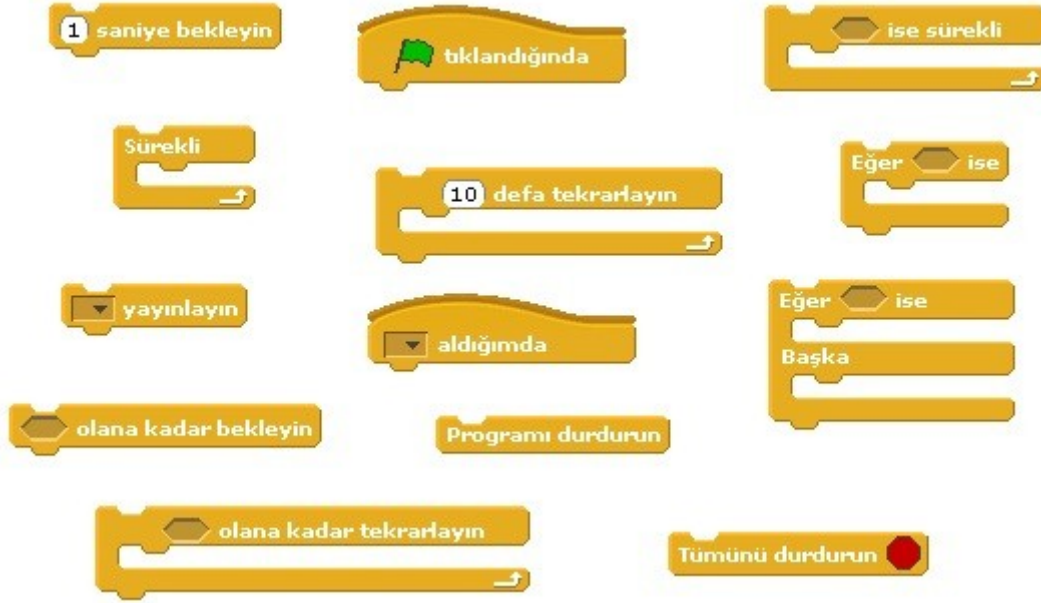 1 saniye bekleyin
tıklandığında
ise sürekli
Sürekli
10 defa tekrarlayın
Eğer ise
yayınlayın
aldığımda
Eğer ise
Başka
olana kadar bekleyin
Programı durdurun
olana kadar tekrarlayın
Tümünü durdurun